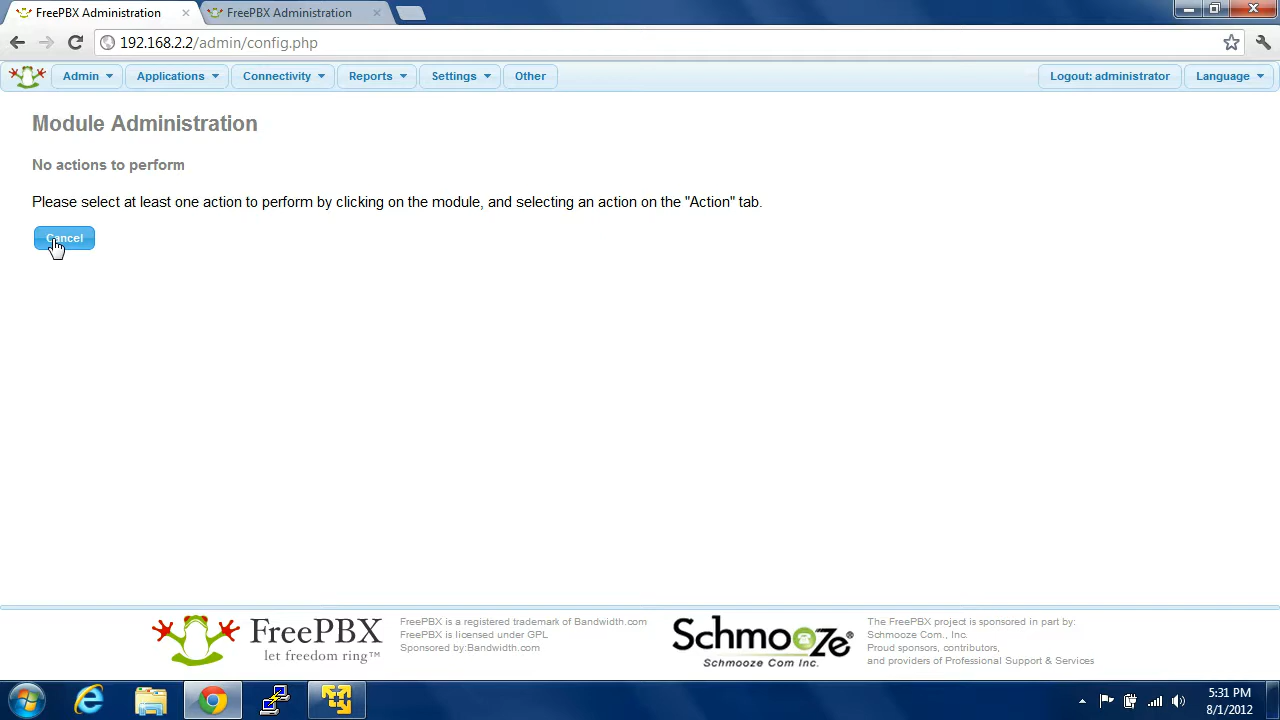 FreePBX Administration
FreePBX Administration
192.168.2.2/admin/config.php
Admin
Applications
Connectivity
Reports
Settings
Other
Logout: administrator
Language
Module Administration
No actions to perform
Please select at least one action to perform by clicking on the module, and selecting an action on the "Action" tab.
Cancel
FreePBX
let freedom ring™
FreePBX is a registered trademark of Bandwidth.com
FreePBX is licensed under GPL
Sponsored by:Bandwidth.com
Schmooze®
Schmooze Com Inc.
The FreePBX project is sponsored in part by:
Schmooze Com., Inc.
Proud sponsors, contributors,
and providers of Professional Support & Services
5:31 PM
8/1/2012